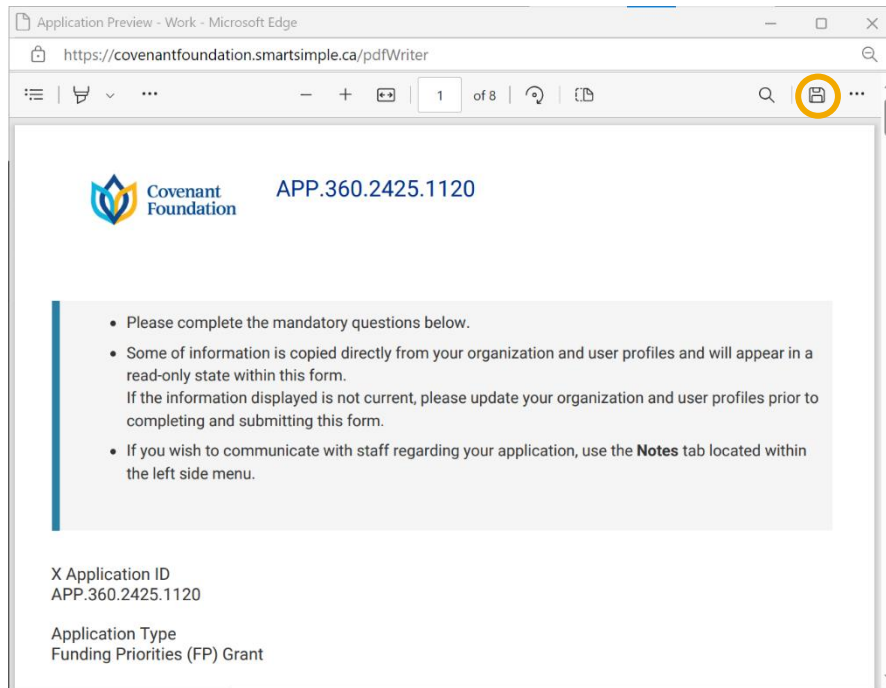 Application Preview - Work - Microsoft Edge
https://covenantfoundation.smartsimple.ca/pdfWriter
1 of 8
Covenant
Foundation
APP.360.2425.1120
• Please complete the mandatory questions below.
• Some of information is copied directly from your organization and user profiles and will appear in a
read-only state within this form.
If the information displayed is not current, please update your organization and user profiles prior to
completing and submitting this form.
• If you wish to communicate with staff regarding your application, use the Notes tab located within
the left side menu.
X Application ID
APP.360.2425.1120
Application Type
Funding Priorities (FP) Grant